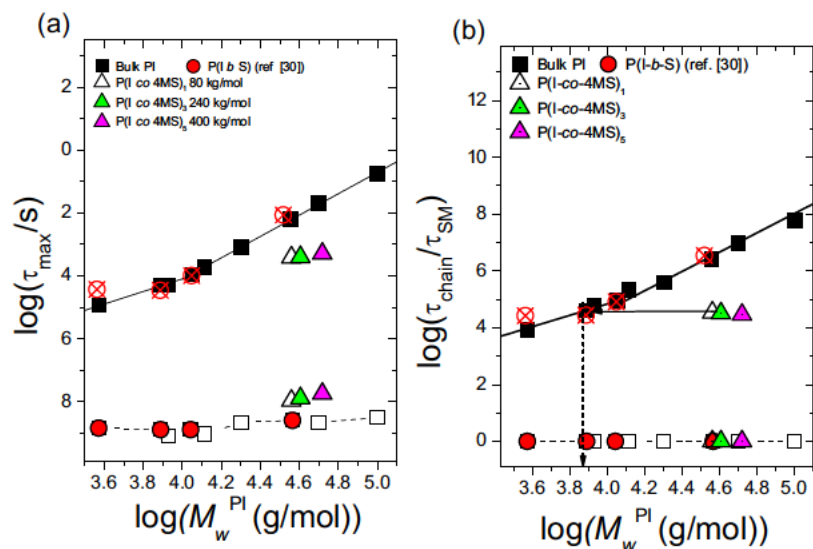 (a)
Bulk PI
P(I b S) (ref [30])
P(I co 4MS)1 80 kg/mol
P(I co 4MS)3 240 kg/mol
P(I co 4MS)5 400 kg/mol
2
0
2
4
6
8
log(τmax/s)
3.6 3.8 4.0 4.2 4.4 4.6 4.8 5.0
log(Mw^PI (g/mol))
(b)
Bulk PI
P(I-b-S) (ref. [30])
P(I-co-4MS)1
P(I-co-4MS)3
P(I-co-4MS)5
12
10
8
6
4
2
0
log(τchain/τSM)
3.6 3.8 4.0 4.2 4.4 4.6 4.8 5.0
log(Mw^PI (g/mol))